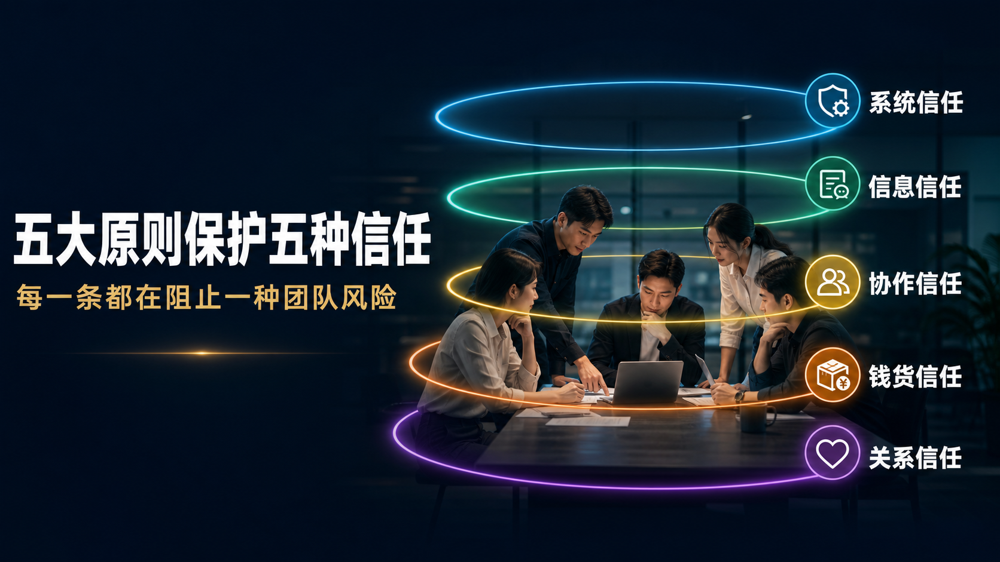 五大原则保护五种信任
每一条都在阻止一种团队风险
系统信任
信息信任
协作信任
钱货信任
关系信任